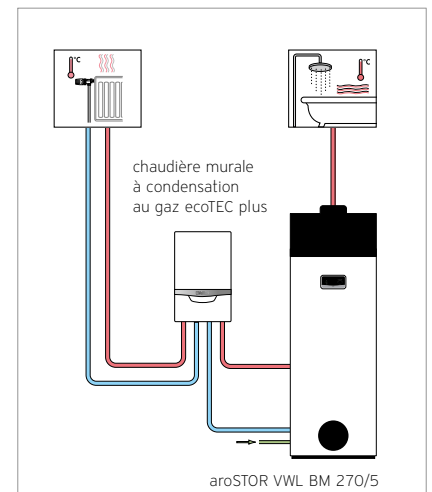 °C
°C
chaudière murale
à condensation
au gaz ecoTEC plus
aroSTOR VWL BM 270/5